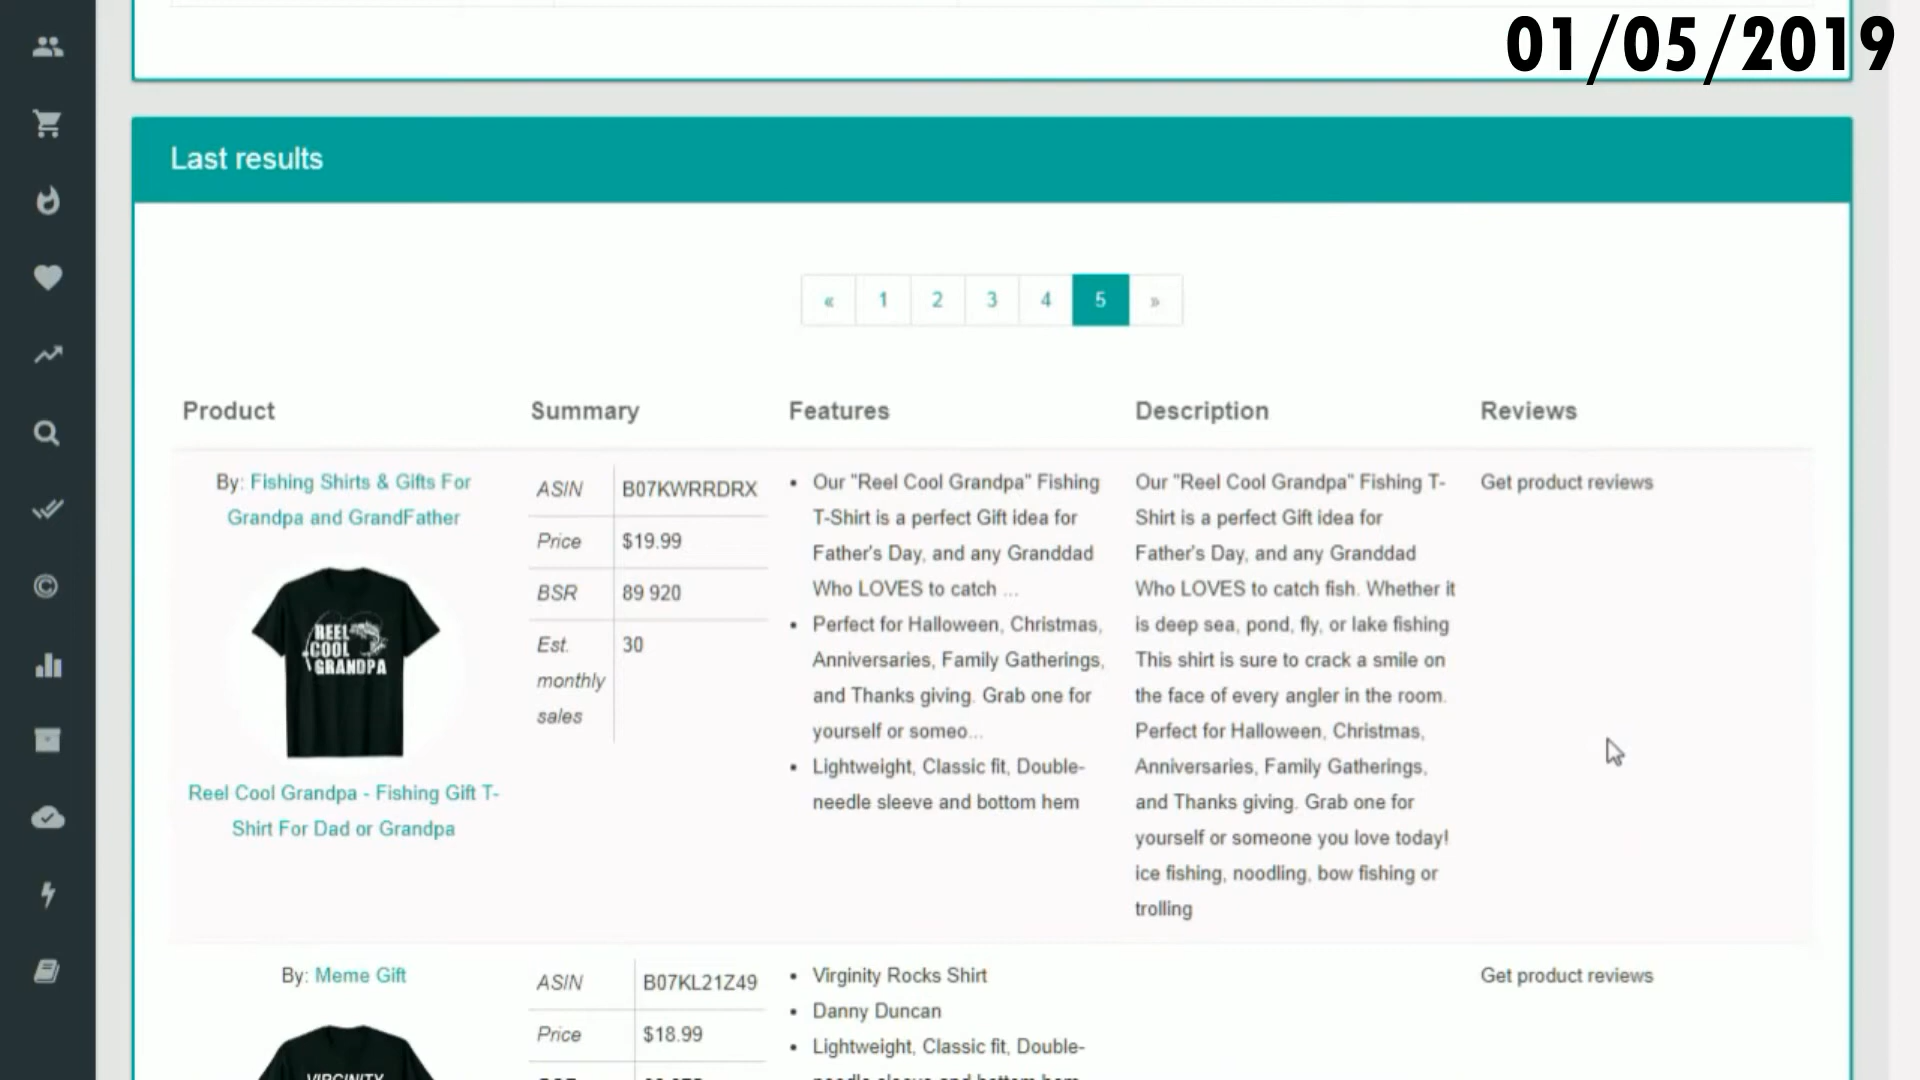 01/05/2019
Last results
« 1 2 3 4 5 »
Product Summary Features Description Reviews
By: Fishing Shirts & Gifts For
Grandpa and GrandFather
REEL
COOL
GRANDPA
Reel Cool Grandpa - Fishing Gift T-
Shirt For Dad or Grandpa
ASIN B07KWRRDRX
Price $19.99
BSR 89 920
Est. 30
monthly
sales
• Our "Reel Cool Grandpa" Fishing
T-Shirt is a perfect Gift idea for
Father's Day, and any Granddad
Who LOVES to catch ...
• Perfect for Halloween, Christmas,
Anniversaries, Family Gatherings,
and Thanks giving. Grab one for
yourself or someo...
• Lightweight, Classic fit, Double-
needle sleeve and bottom hem
Our "Reel Cool Grandpa" Fishing T-
Shirt is a perfect Gift idea for
Father's Day, and any Granddad
Who LOVES to catch fish. Whether it
is deep sea, pond, fly, or lake fishing
This shirt is sure to crack a smile on
the face of every angler in the room.
Perfect for Halloween, Christmas,
Anniversaries, Family Gatherings,
and Thanks giving. Grab one for
yourself or someone you love today!
ice fishing, noodling, bow fishing or
trolling
Get product reviews
By: Meme Gift
VIRGINITY
ASIN B07KL21Z49
Price $18.99
• Virginity Rocks Shirt
• Danny Duncan
• Lightweight, Classic fit, Double-
needle sleeve and bottom hem
Get product reviews